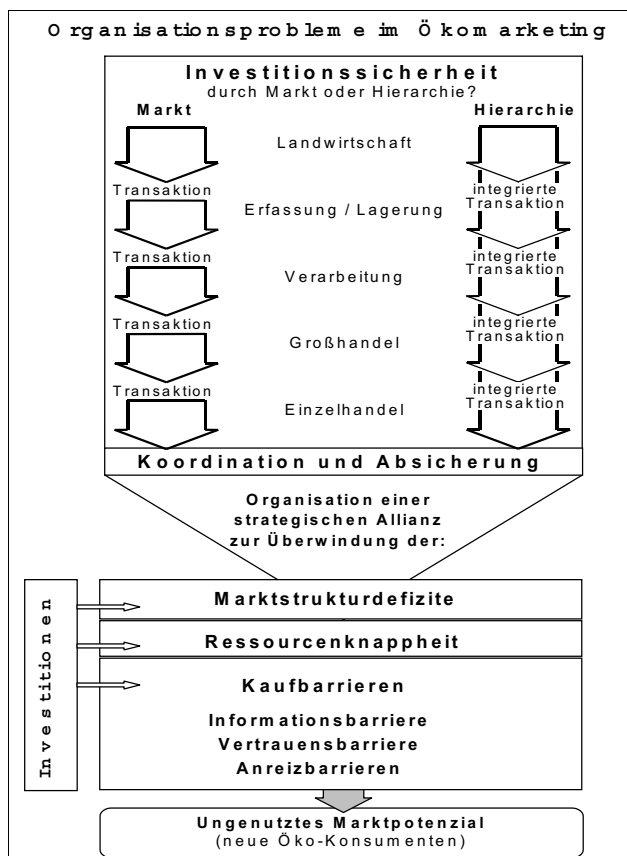 Organisationsprobleme im Ökomarketing
Investitionssicherheit
durch Markt oder Hierarchie?
Markt
Hierarchie
Landwirtschaft
Transaktion
integrierte
Transaktion
Erfassung / Lagerung
Transaktion
integrierte
Transaktion
Verarbeitung
Transaktion
integrierte
Transaktion
Großhandel
Transaktion
integrierte
Transaktion
Einzelhandel
Koordination und Absicherung
Organisation einer
strategischen Allianz
zur Überwindung der:
Investitionen
Marktstrukturdefizite
Ressourcenknappheit
Kaufbarrieren
Informationsbarriere
Vertrauensbarriere
Anreizbarrieren
Ungenutztes Marktpotenzial
(neue Öko-Konsumenten)